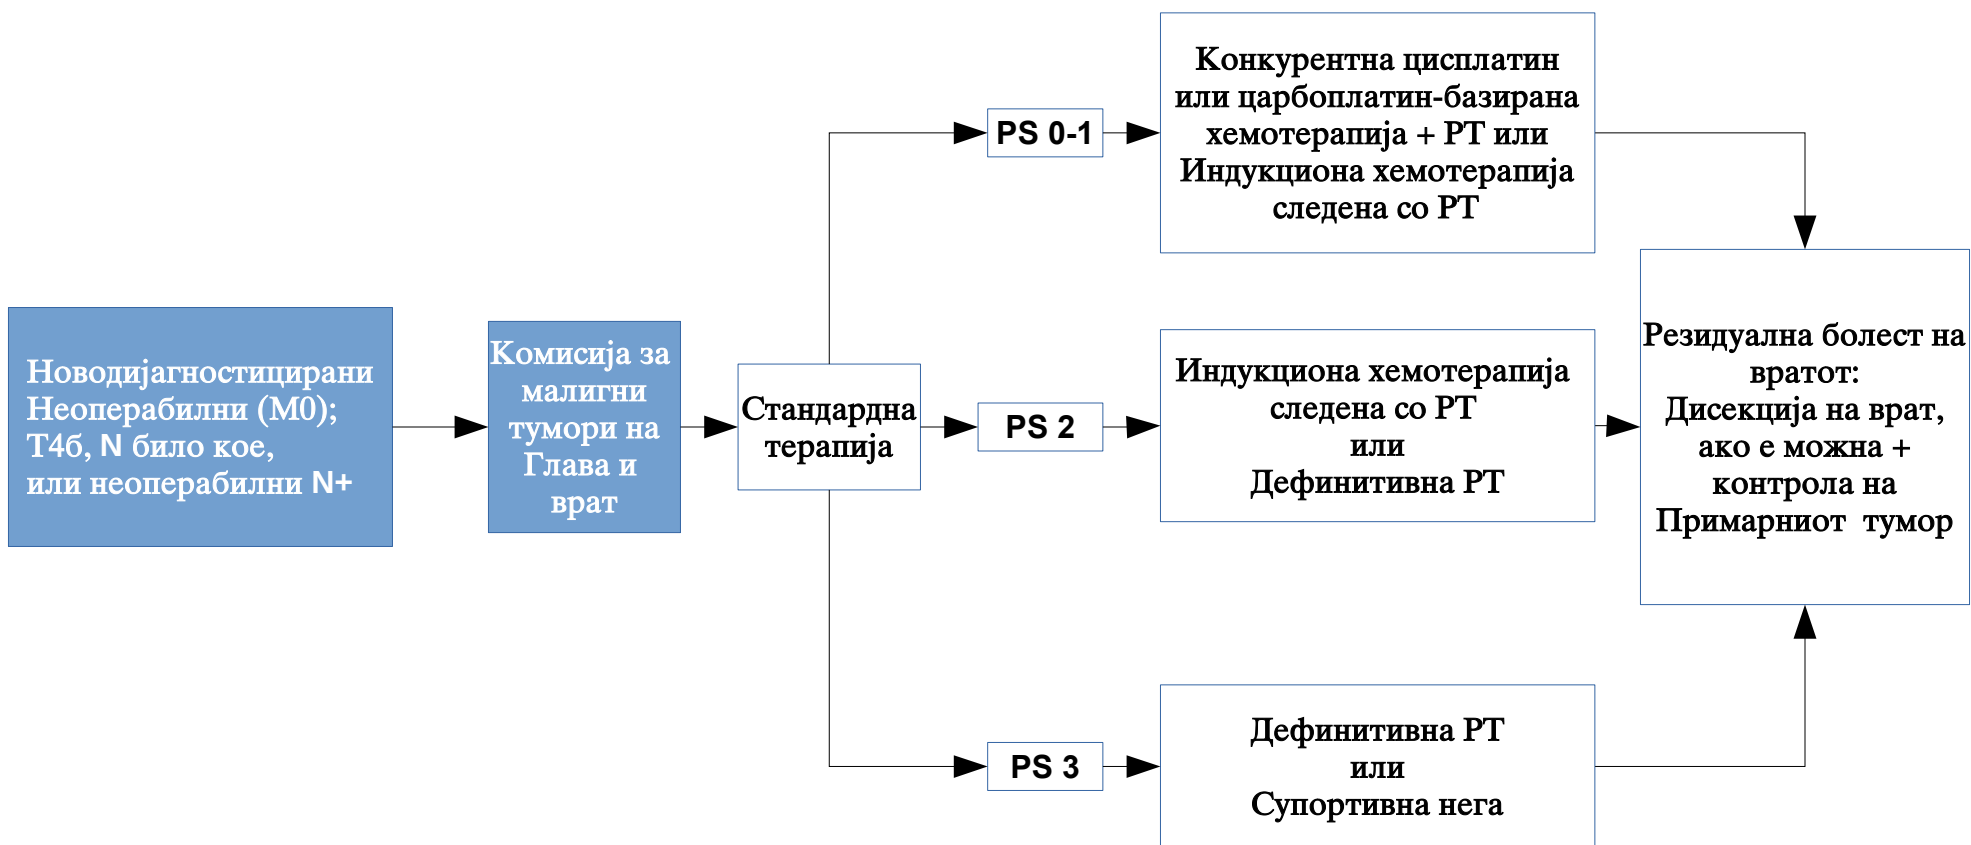 Новодијагностицирани
Неоперабилни (М0);
Т4б, N било кое,
или неоперабилни N+
Комисија за
малигни
тумори на
Глава и
врат
Стандардна
терапија
PS 0-1
Конкурентна цисплатин
или царбоплатин-базирана
хемотерапија + РТ или
Индукциона хемотерапија
следена со РТ
PS 2
Индукциона хемотерапија
следена со РТ
или
Дефинитивна РТ
PS 3
Дефинитивна РТ
или
Супортивна нега
Резидуална болест на
вратот:
Дисекција на врат,
ако е можна +
контрола на
Примарниот тумор